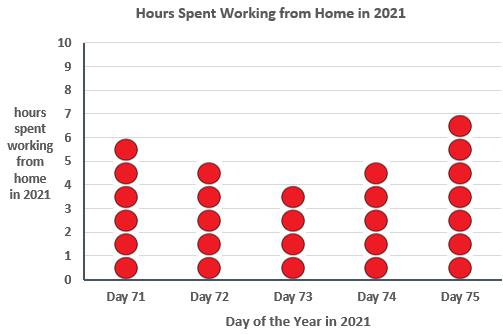 Hours Spent Working from Home in 2021
10
9
8
7
6
5
4
3
2
1
0
hours
spent
working
from
home
in 2021
Day 71 Day 72 Day 73 Day 74 Day 75
Day of the Year in 2021